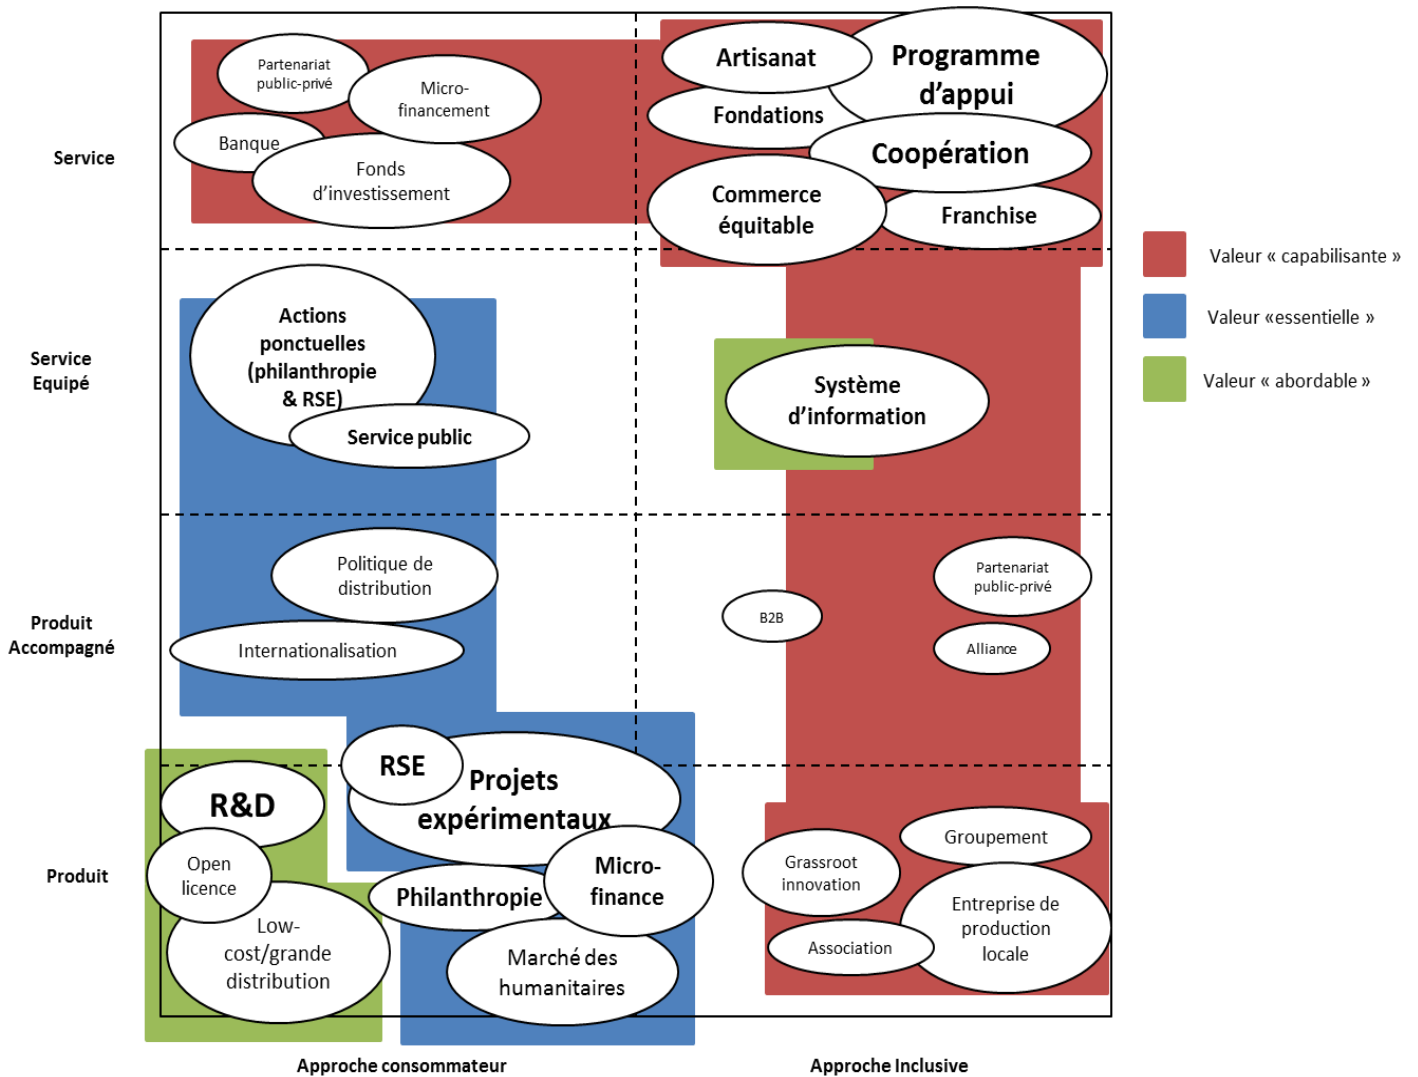 Service
Partenariat
public-privé
Micro-
financement
Banque
Fonds
d’investissement
Artisanat
Programme
d’appui
Fondations
Coopération
Commerce
équitable
Franchise
Service
Equipé
Actions
ponctuelles
(philanthropie
& RSE)
Service public
Système
d’information
Produit
Accompagné
Politique de
distribution
Internationalisation
B2B
Partenariat
public-privé
Alliance
Produit
R&D
Open
licence
Low-
cost/grande
distribution
RSE
Projets
expérimentaux
Philanthropie
Micro-
finance
Marché des
humanitaires
Grassroot
innovation
Groupement
Association
Entreprise de
production
locale
Approche consommateur
Approche Inclusive
Valeur « capabilisante »
Valeur «essentielle »
Valeur « abordable »